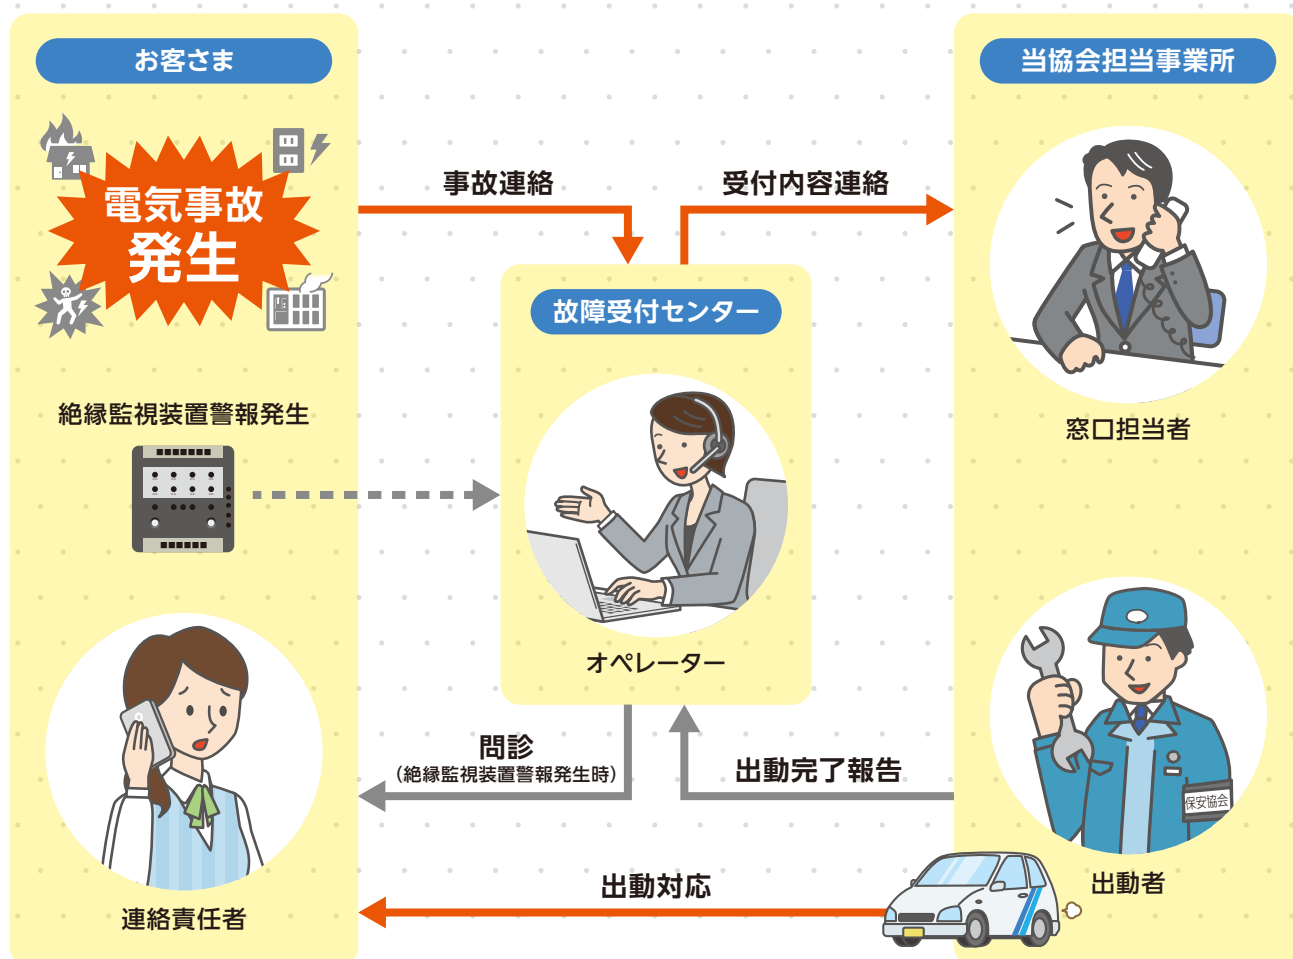 お客さま
電気事故
発生
絶縁監視装置警報発生
連絡責任者
事故連絡
受付内容連絡
故障受付センター
オペレーター
問診
(絶縁監視装置警報発生時)
出動完了報告
出動対応
当協会担当事業所
窓口担当者
保安協会
出動者